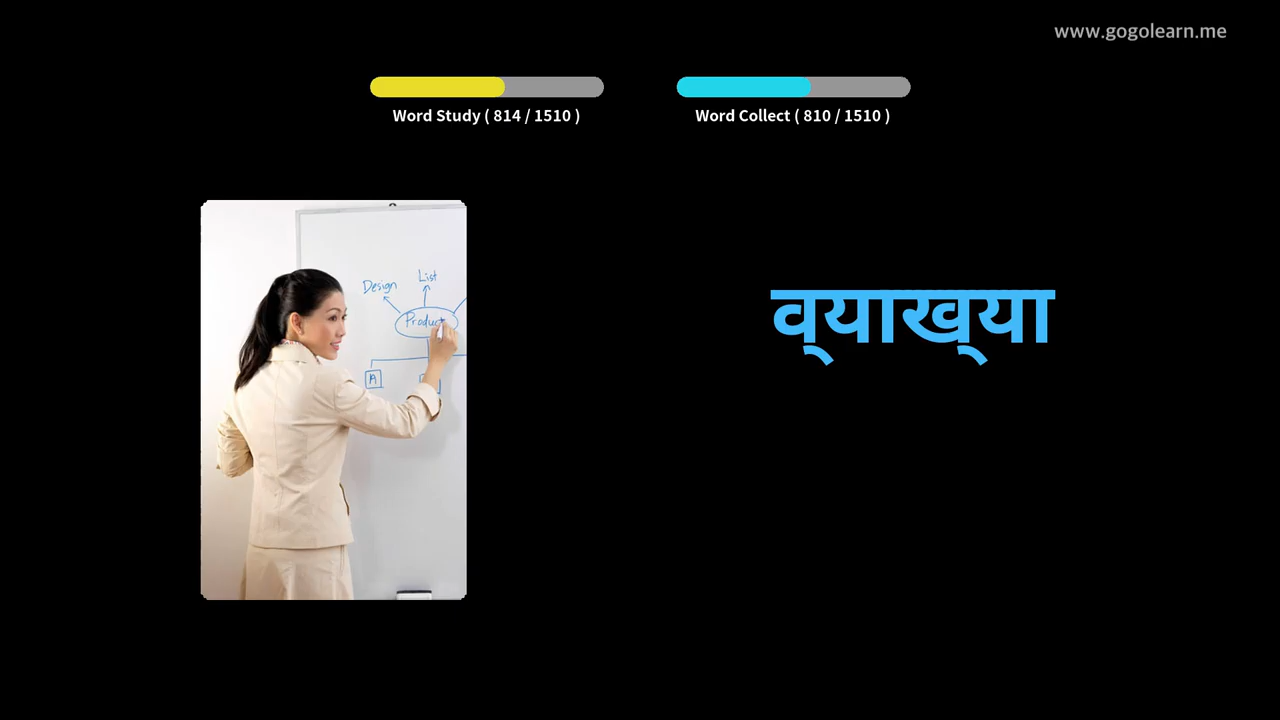 www.gogolearn.me
Word Study ( 814 / 1510 )
Word Collect ( 810 / 1510 )
List
Design
Product
A
व्याख्या